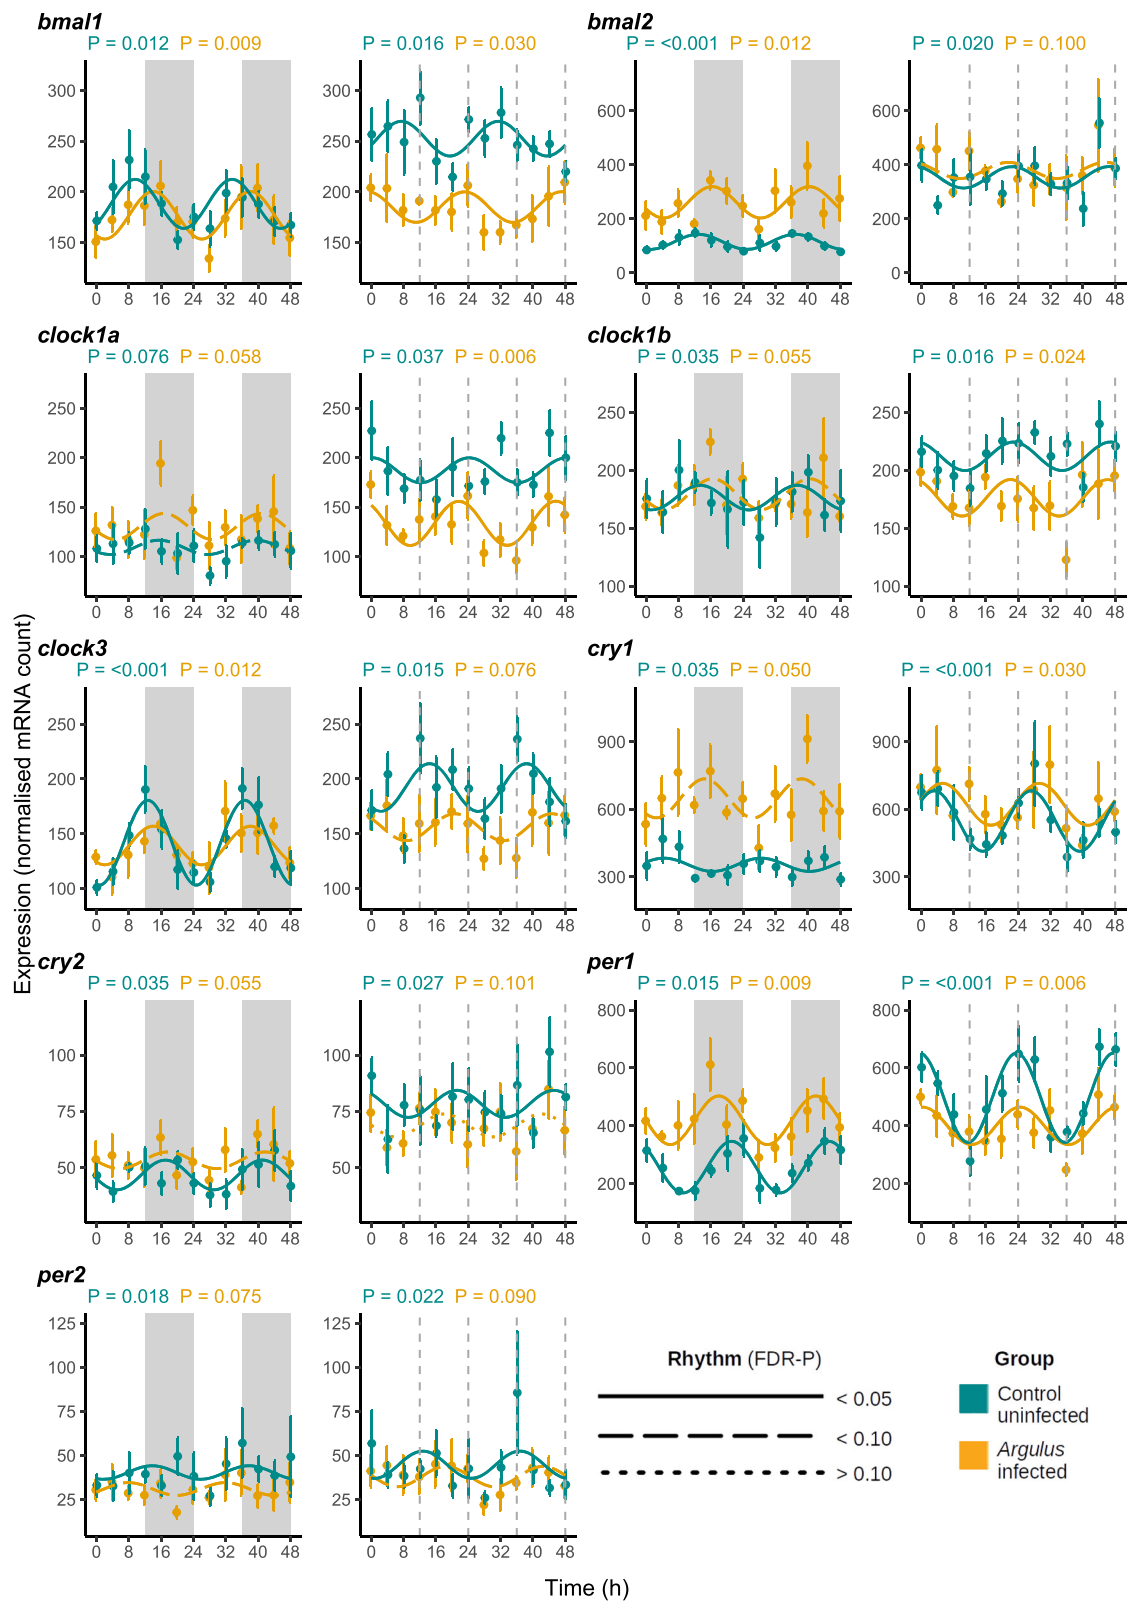 bmal1
P = 0.012 P = 0.009
P = 0.016 P = 0.030
300
250
200
150
0 8 16 24 32 40 48
300
250
200
150
0 8 16 24 32 40 48
bmal2
P = <0.001 P = 0.012
P = 0.020 P = 0.100
600
400
200
0
0 8 16 24 32 40 48
600
400
200
0
0 8 16 24 32 40 48
clock1a
P = 0.076 P = 0.058
P = 0.037 P = 0.006
250
200
150
100
0 8 16 24 32 40 48
250
200
150
100
0 8 16 24 32 40 48
clock1b
P = 0.035 P = 0.055
P = 0.016 P = 0.024
250
200
150
100
0 8 16 24 32 40 48
250
200
150
100
0 8 16 24 32 40 48
Expression (normalised mRNA count)
clock3
P = <0.001 P = 0.012
P = 0.015 P = 0.076
250
200
150
100
0 8 16 24 32 40 48
250
200
150
100
0 8 16 24 32 40 48
cry1
P = 0.035 P = 0.050
P = <0.001 P = 0.030
900
600
300
0 8 16 24 32 40 48
900
600
300
0 8 16 24 32 40 48
cry2
P = 0.035 P = 0.055
P = 0.027 P = 0.101
100
75
50
0 8 16 24 32 40 48
100
75
50
0 8 16 24 32 40 48
per1
P = 0.015 P = 0.009
P = <0.001 P = 0.006
800
600
400
200
0 8 16 24 32 40 48
800
600
400
200
0 8 16 24 32 40 48
per2
P = 0.018 P = 0.075
P = 0.022 P = 0.090
125
100
75
50
25
0 8 16 24 32 40 48
125
100
75
50
25
0 8 16 24 32 40 48
Rhythm (FDR-P)
< 0.05
< 0.10
> 0.10
Group
Control
uninfected
Argulus
infected
Time (h)